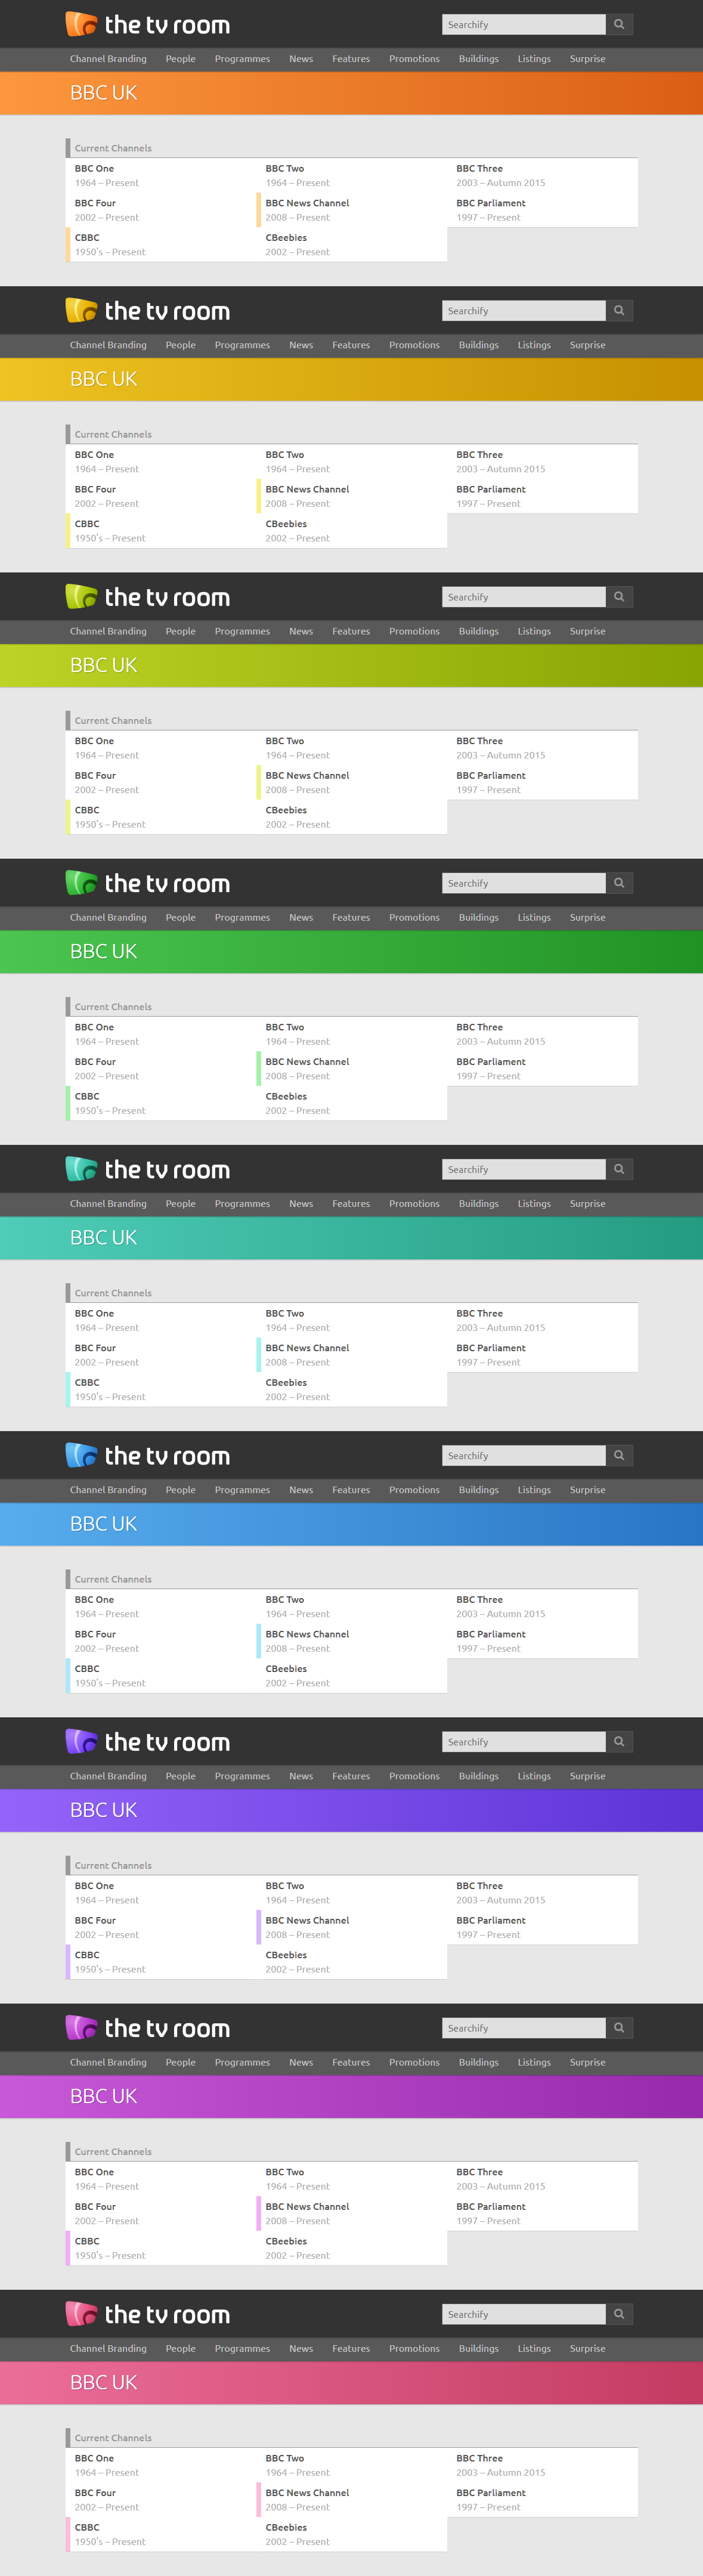 the tv room Searchify
Channel Branding People Programmes News Features Promotions Buildings Listings Surprise
BBC UK
Current Channels
BBC One BBC Two BBC Three
1964 – Present 1964 – Present 2003 – Autumn 2015
BBC Four BBC News Channel BBC Parliament
2002 – Present 2008 – Present 1997 – Present
CBBC CBeebies
1950's – Present 2002 – Present
the tv room Searchify
Channel Branding People Programmes News Features Promotions Buildings Listings Surprise
BBC UK
Current Channels
BBC One BBC Two BBC Three
1964 – Present 1964 – Present 2003 – Autumn 2015
BBC Four BBC News Channel BBC Parliament
2002 – Present 2008 – Present 1997 – Present
CBBC CBeebies
1950's – Present 2002 – Present
the tv room Searchify
Channel Branding People Programmes News Features Promotions Buildings Listings Surprise
BBC UK
Current Channels
BBC One BBC Two BBC Three
1964 – Present 1964 – Present 2003 – Autumn 2015
BBC Four BBC News Channel BBC Parliament
2002 – Present 2008 – Present 1997 – Present
CBBC CBeebies
1950's – Present 2002 – Present
the tv room Searchify
Channel Branding People Programmes News Features Promotions Buildings Listings Surprise
BBC UK
Current Channels
BBC One BBC Two BBC Three
1964 – Present 1964 – Present 2003 – Autumn 2015
BBC Four BBC News Channel BBC Parliament
2002 – Present 2008 – Present 1997 – Present
CBBC CBeebies
1950's – Present 2002 – Present
the tv room Searchify
Channel Branding People Programmes News Features Promotions Buildings Listings Surprise
BBC UK
Current Channels
BBC One BBC Two BBC Three
1964 – Present 1964 – Present 2003 – Autumn 2015
BBC Four BBC News Channel BBC Parliament
2002 – Present 2008 – Present 1997 – Present
CBBC CBeebies
1950's – Present 2002 – Present
the tv room Searchify
Channel Branding People Programmes News Features Promotions Buildings Listings Surprise
BBC UK
Current Channels
BBC One BBC Two BBC Three
1964 – Present 1964 – Present 2003 – Autumn 2015
BBC Four BBC News Channel BBC Parliament
2002 – Present 2008 – Present 1997 – Present
CBBC CBeebies
1950's – Present 2002 – Present
the tv room Searchify
Channel Branding People Programmes News Features Promotions Buildings Listings Surprise
BBC UK
Current Channels
BBC One BBC Two BBC Three
1964 – Present 1964 – Present 2003 – Autumn 2015
BBC Four BBC News Channel BBC Parliament
2002 – Present 2008 – Present 1997 – Present
CBBC CBeebies
1950's – Present 2002 – Present
the tv room Searchify
Channel Branding People Programmes News Features Promotions Buildings Listings Surprise
BBC UK
Current Channels
BBC One BBC Two BBC Three
1964 – Present 1964 – Present 2003 – Autumn 2015
BBC Four BBC News Channel BBC Parliament
2002 – Present 2008 – Present 1997 – Present
CBBC CBeebies
1950's – Present 2002 – Present
the tv room Searchify
Channel Branding People Programmes News Features Promotions Buildings Listings Surprise
BBC UK
Current Channels
BBC One BBC Two BBC Three
1964 – Present 1964 – Present 2003 – Autumn 2015
BBC Four BBC News Channel BBC Parliament
2002 – Present 2008 – Present 1997 – Present
CBBC CBeebies
1950's – Present 2002 – Present